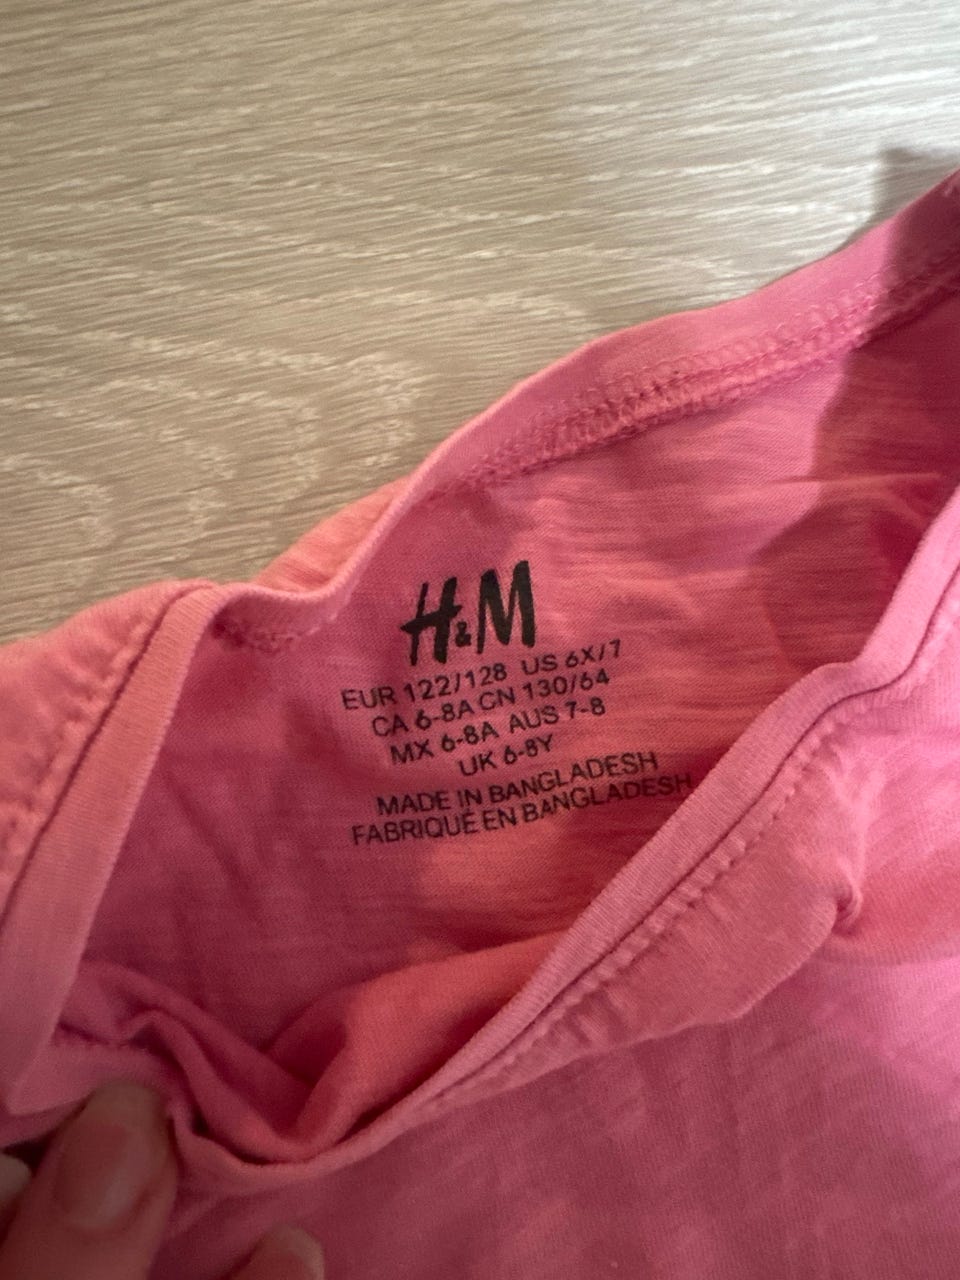 H&M
EUR 122/128 US 6X/7
CA 6-8A CN 130/64
MX 6-8A AUS 7-8
UK 6-8Y
MADE IN BANGLADESH
FABRIQUÉ EN BANGLADESH